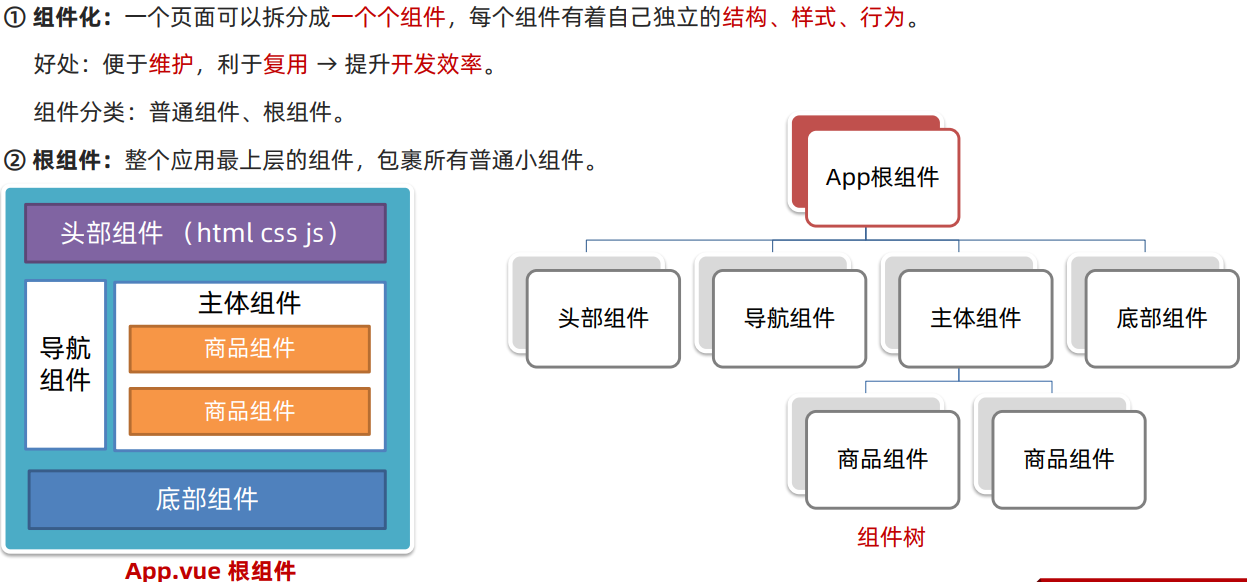 ① 组件化：一个页面可以拆分成一个个组件，每个组件有着自己独立的结构、样式、行为。
好处：便于维护，利于复用 → 提升开发效率。
组件分类：普通组件、根组件。
② 根组件：整个应用最上层的组件，包裹所有普通小组件。
头部组件 （html css js）
导航
组件
主体组件
商品组件
商品组件
底部组件
App.vue 根组件
App根组件
头部组件
导航组件
主体组件
底部组件
商品组件
商品组件
组件树